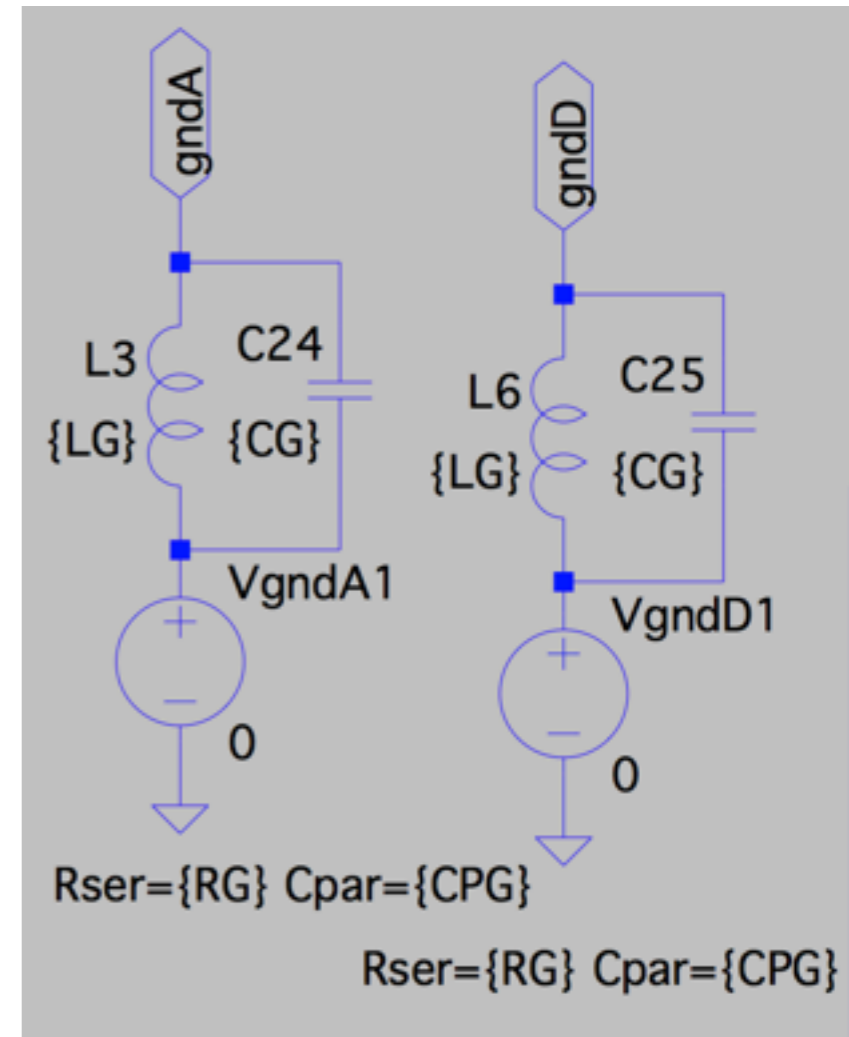 gndA
L3
C24
{LG}
{CG}
VgndA1
+
−
0
Rser={RG} Cpar={CPG}
gndD
L6
C25
{LG}
{CG}
VgndD1
+
−
0
Rser={RG} Cpar={CPG}